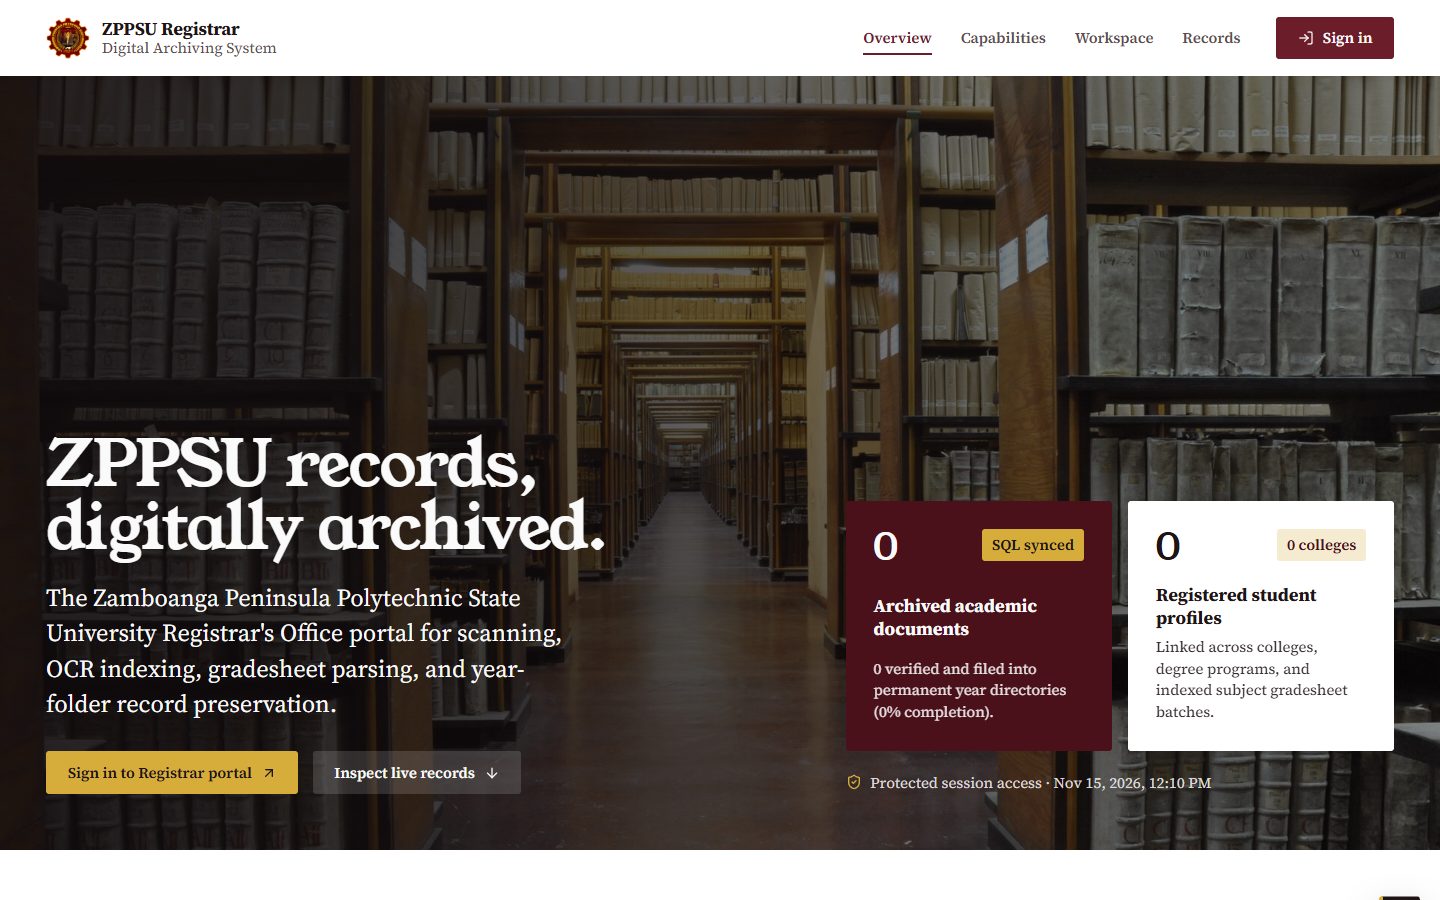 ZPPSU Registrar
Digital Archiving System
Overview
Capabilities
Workspace
Records
Sign in
ZPPSU records,
digitally archived.
The Zamboanga Peninsula Polytechnic State
University Registrar's Office portal for scanning,
OCR indexing, gradesheet parsing, and year-
folder record preservation.
Sign in to Registrar portal
Inspect live records
0
SQL synced
Archived academic
documents
0 verified and filed into
permanent year directories
(0% completion).
0
0 colleges
Registered student
profiles
Linked across colleges,
degree programs, and
indexed subject gradesheet
batches.
Protected session access · Nov 15, 2026, 12:10 PM